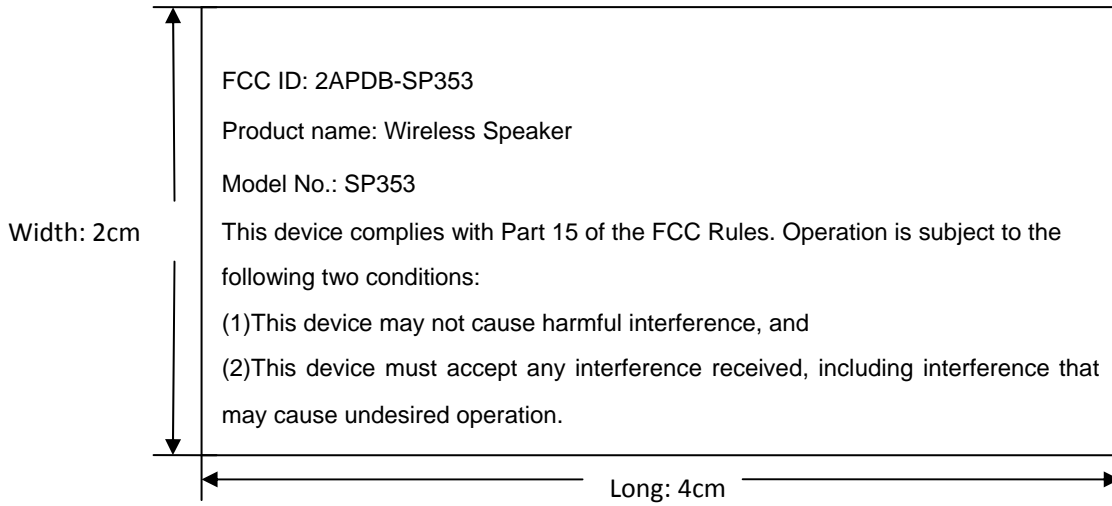 FCC ID: 2APDB-SP353
Product name: Wireless Speaker
Model No.: SP353
Width: 2cm
This device complies with Part 15 of the FCC Rules. Operation is subject to the
following two conditions:
(1)This device may not cause harmful interference, and
(2)This device must accept any interference received, including interference that
may cause undesired operation.
Long: 4cm